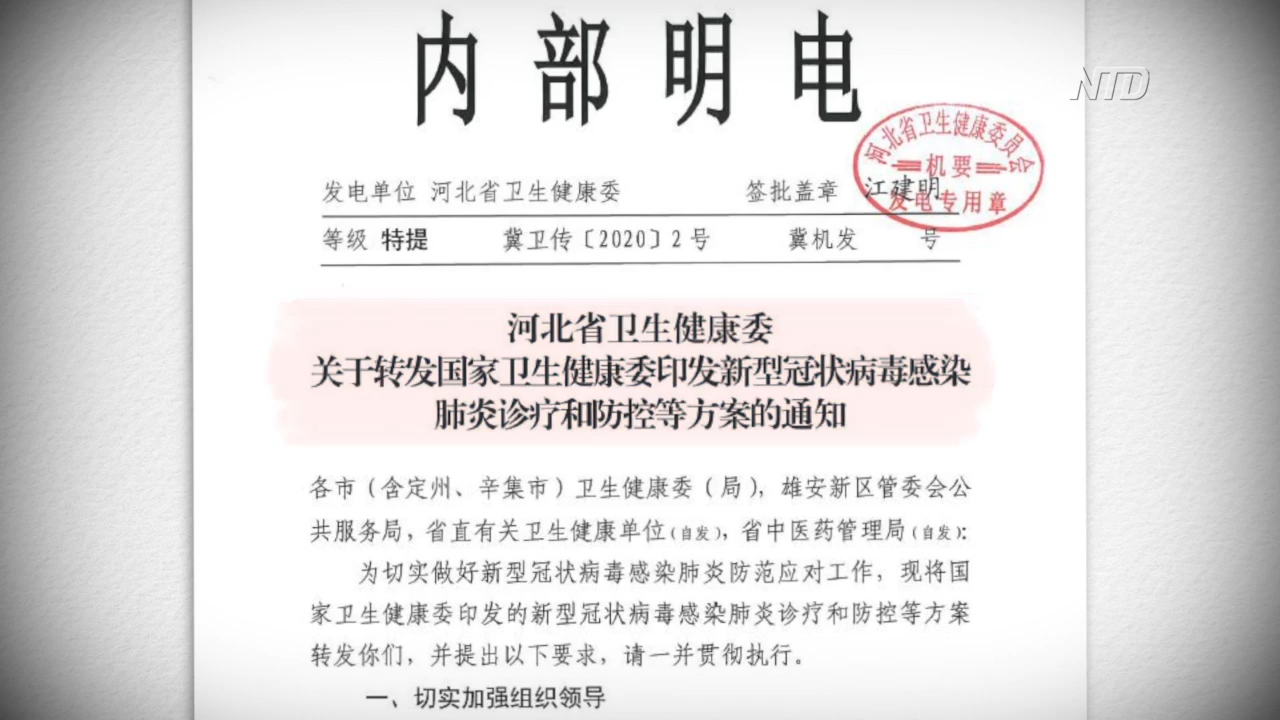 内部明电
NTD
河北省卫生健康委员会
机要
发电专用章
发电单位 河北省卫生健康委 签批盖章 江建明
等级 特提 冀卫传〔2020〕2号 冀机发 号
河北省卫生健康委
关于转发国家卫生健康委印发新型冠状病毒感染
肺炎诊疗和防控等方案的通知
各市（含定州、辛集市）卫生健康委（局），雄安新区管委会公
共服务局，省直有关卫生健康单位（自发），省中医药管理局（自发）：
为切实做好新型冠状病毒感染肺炎防范应对工作，现将国
家卫生健康委印发的新型冠状病毒感染肺炎诊疗和防控等方案
转发你们，并提出以下要求，请一并贯彻执行。
一、切实加强组织领导